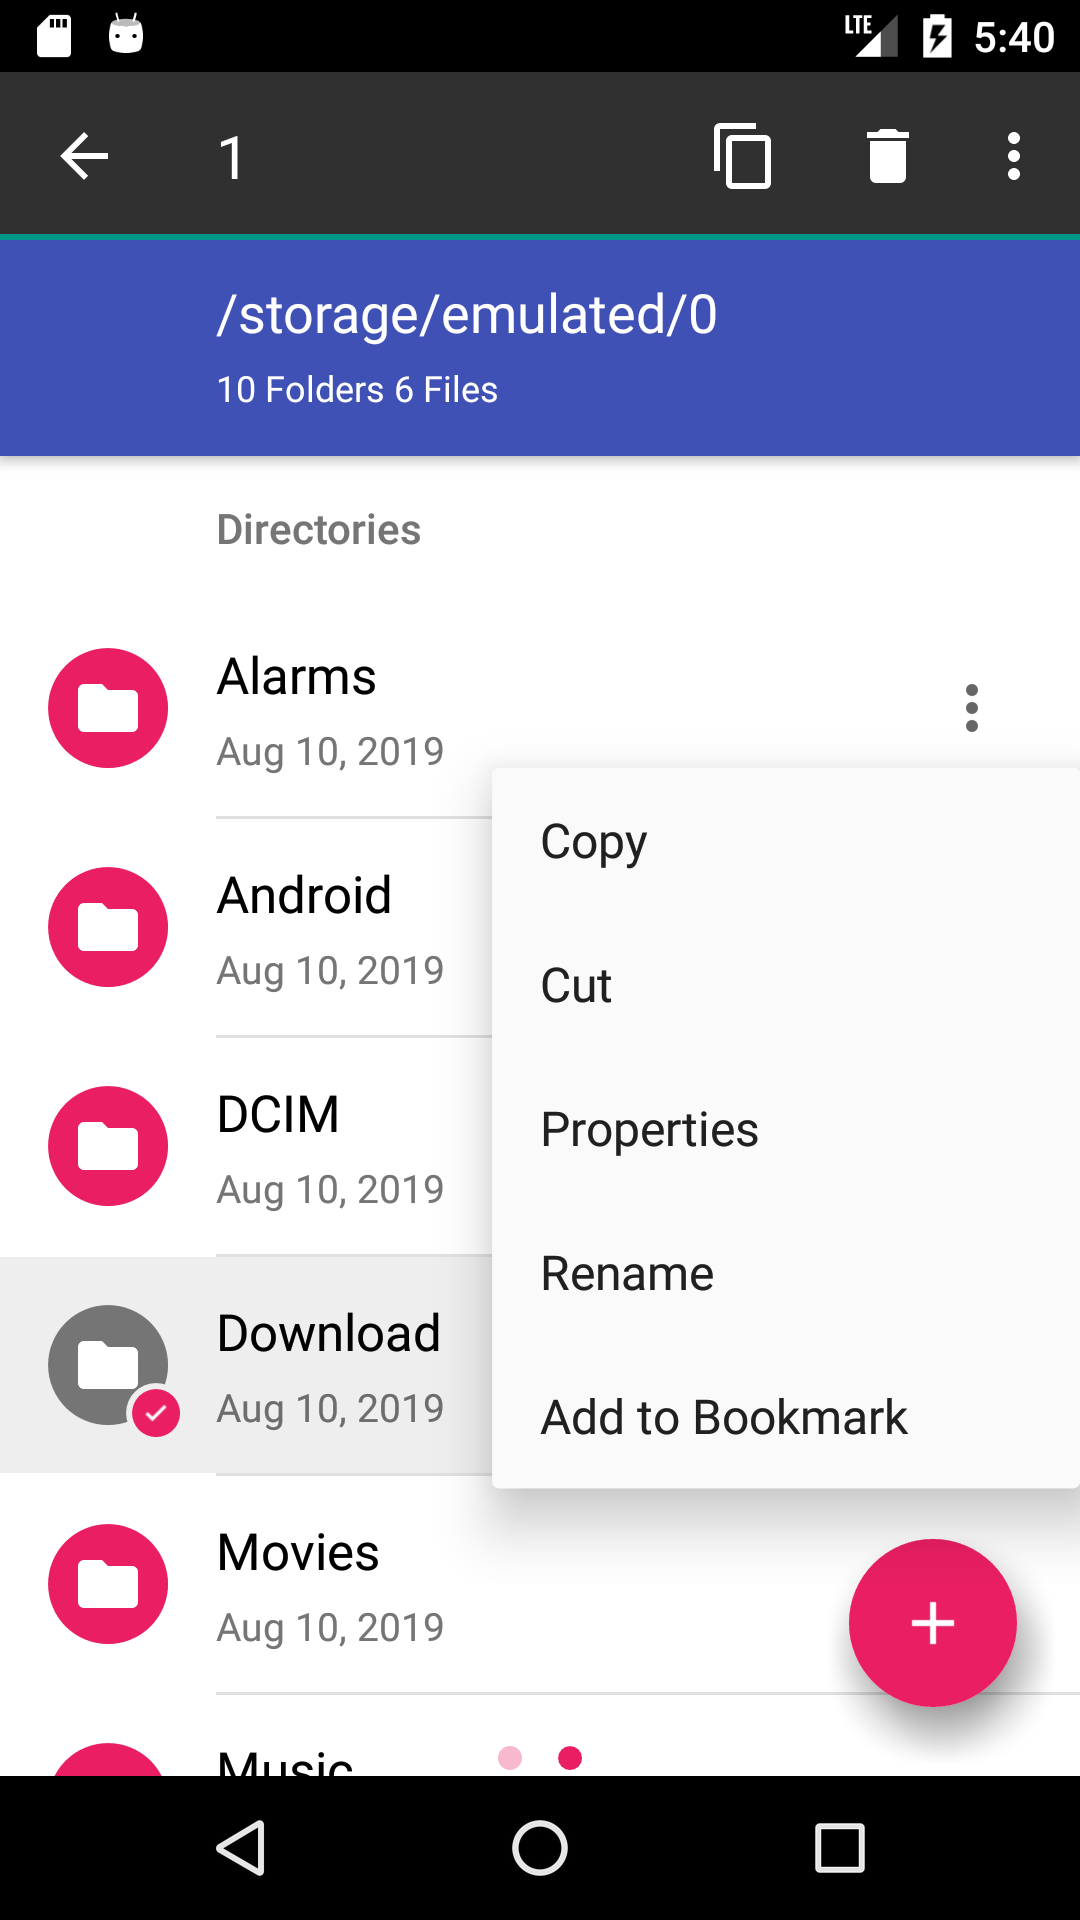 LTE 5:40
1
/storage/emulated/0
10 Folders 6 Files
Directories
Alarms
Aug 10, 2019
Copy
Android
Aug 10, 2019
Cut
DCIM
Properties
Aug 10, 2019
Rename
Download
Aug 10, 2019
Add to Bookmark
Movies
Aug 10, 2019
Music